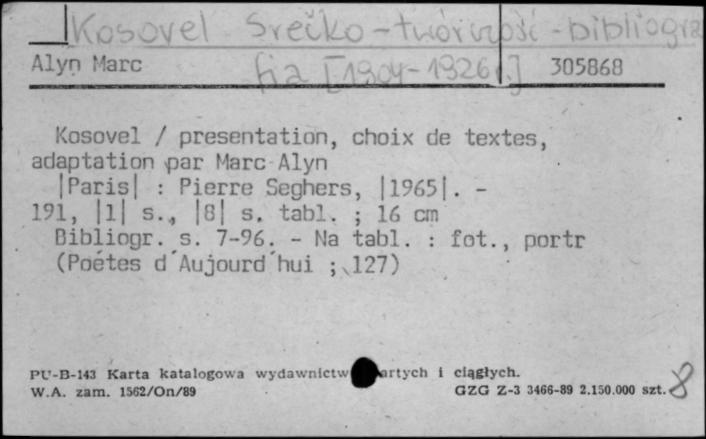 Kosovel Srečko - twórczość - bibliogra
fia [1904-1926 r.]
Alyn Marc 305868
Kosovel / presentation, choix de textes,
adaptation par Marc Alyn
|Paris| : Pierre Seghers, |1965|. -
191, |1| s., |8| s. tabl. ; 16 cm
Bibliogr. s. 7-96. - Na tabl. : fot., portr
(Poétes d´Aujourd´hui ; 127)
PU-B-143 Karta katalogowa wydawnictw artych i ciągłych.
W.A. zam. 1562/On/89 GZG Z-3 3466-89 2.150.000 szt. 8